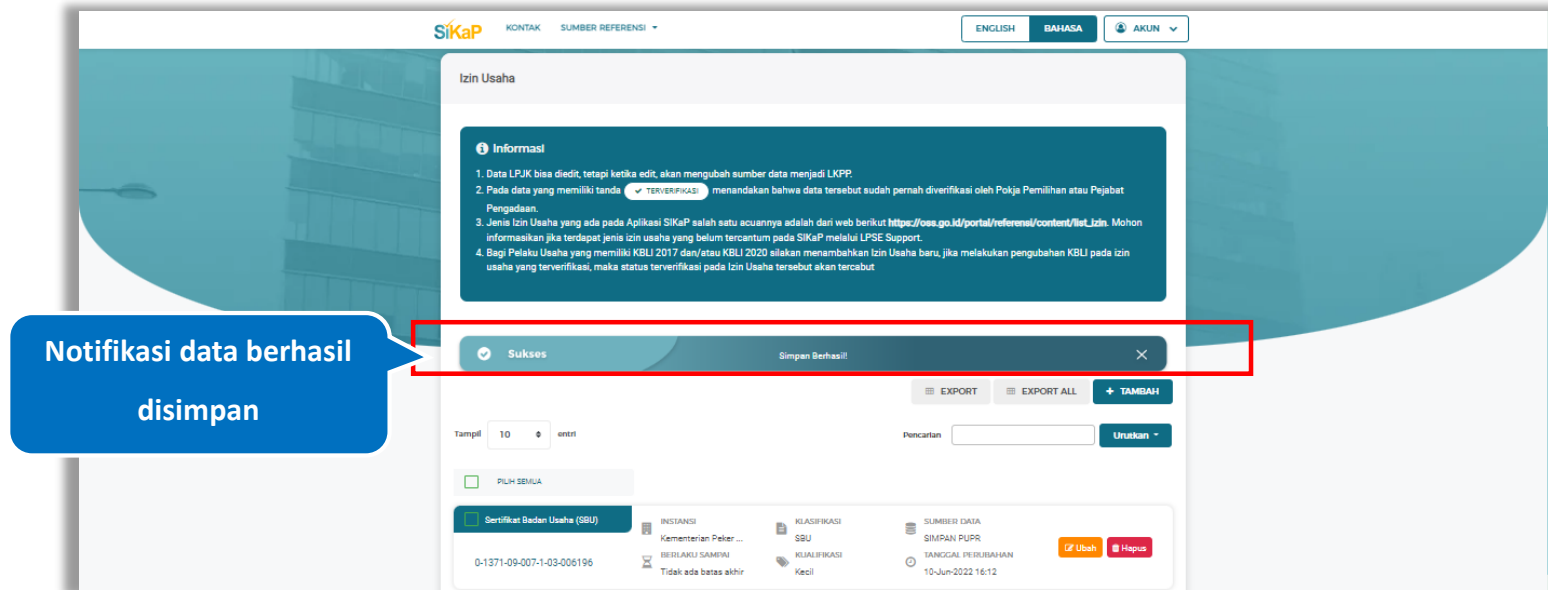 SiKaP KONTAK SUMBER REFERENSI ENGLISH BAHASA AKUN
Izin Usaha
Informasi
1. Data LPJK bisa diedit, tetapi ketika edit, akan mengubah sumber data menjadi LKPP.
2. Pada data yang memiliki tanda TERVERIFIKASI menandakan bahwa data tersebut sudah pernah diverifikasi oleh Pokja Pemilihan atau Pejabat
Pengadaan.
3. Jenis Izin Usaha yang ada pada Aplikasi SIKaP salah satu acuannya adalah dari web berikut https://oss.go.id/portal/referensi/content/list_izin. Mohon
informasikan jika terdapat jenis izin usaha yang belum tercantum pada SIKaP melalui LPSE Support.
4. Bagi Pelaku Usaha yang memiliki KBLI 2017 dan/atau KBLI 2020 silakan menambahkan Izin Usaha baru, jika melakukan pengubahan KBLI pada izin
usaha yang terverifikasi, maka status terverifikasi pada Izin Usaha tersebut akan tercabut
Notifikasi data berhasil
disimpan
Sukses Simpan Berhasil!
EXPORT EXPORT ALL + TAMBAH
Tampil 10 entri Pencarian Urutkan
PILIH SEMUA
Sertifikat Badan Usaha (SBU)
0-1371-09-007-1-03-006196
INSTANSI
Kementerian Peker ...
BERLAKU SAMPAI
Tidak ada batas akhir
KLASIFIKASI
SBU
KUALIFIKASI
Kecil
SUMBER DATA
SIMPAN PUPR
TANGGAL PERUBAHAN
10-Jun-2022 16:12
Ubah Hapus